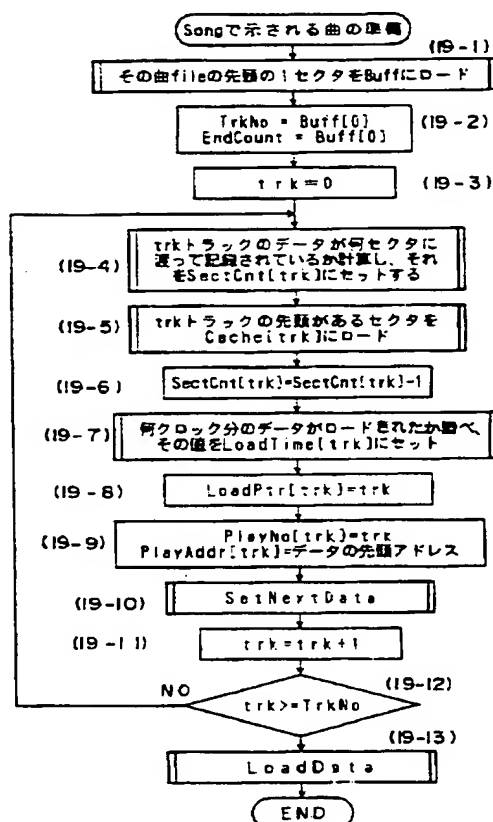 Songで示される曲の準備
(19-1)
その曲fileの先頭の1セクタをBuffにロード
TrkNo = Buff[0]
EndCount = Buff[0]
(19-2)
trk=0
(19-3)
(19-4)
trkトラックのデータが何セクタに
渡って記録されているか計算し、それ
をSectCnt[trk]にセットする
(19-5)
trkトラックの先頭があるセクタを
Cache[trk]にロード
(19-6)
SectCnt[trk]=SectCnt[trk]-1
(19-7)
何クロック分のデータがロードされたか調べ、
その値をLoadTime[trk]にセット
(19-8)
LoadPtr[trk]=trk
(19-9)
PlayNo[trk]=trk
PlayAddr[trk]=データの先頭アドレス
(19-10)
SetNextData
(19-11)
trk=trk+1
NO
(19-12)
trk>=TrkNo
(19-13)
LoadData
END